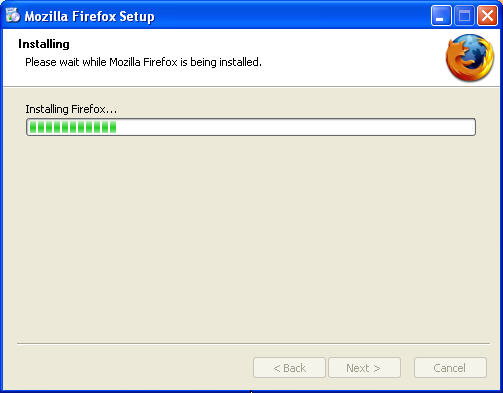 Mozilla Firefox Setup
Installing
Please wait while Mozilla Firefox is being installed.
Installing Firefox...
< Back
Next >
Cancel